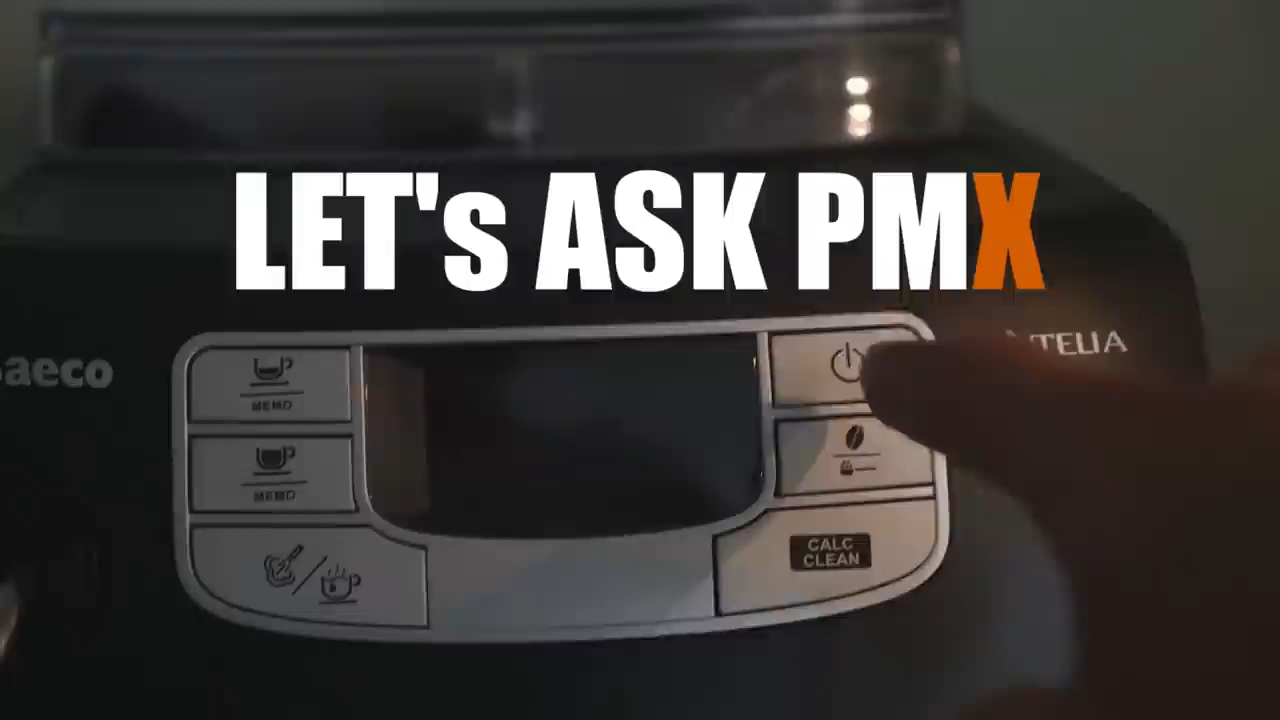 LET's ASK PMX
aeco
TELIA
MEMO
MEMO
CALC
CLEAN